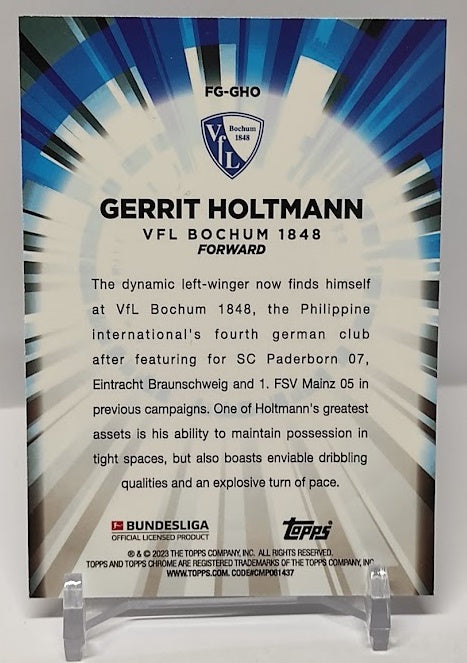 FG-GHO
VfL Bochum 1848
GERRIT HOLTMANN
VFL BOCHUM 1848
FORWARD
The dynamic left-winger now finds himself
at VfL Bochum 1848, the Philippine
international's fourth german club
after featuring for SC Paderborn 07,
Eintracht Braunschweig and 1. FSV Mainz 05 in
previous campaigns. One of Holtmann's greatest
assets is his ability to maintain possession in
tight spaces, but also boasts enviable dribbling
qualities and an explosive turn of pace.
BUNDESLIGA
OFFICIAL LICENSED PRODUCT
topps
® & © 2023 THE TOPPS COMPANY, INC. ALL RIGHTS RESERVED.
TOPPS AND TOPPS CHROME ARE REGISTERED TRADEMARKS OF THE TOPPS COMPANY, INC.
WWW.TOPPS.COM. CODE#CMP061437